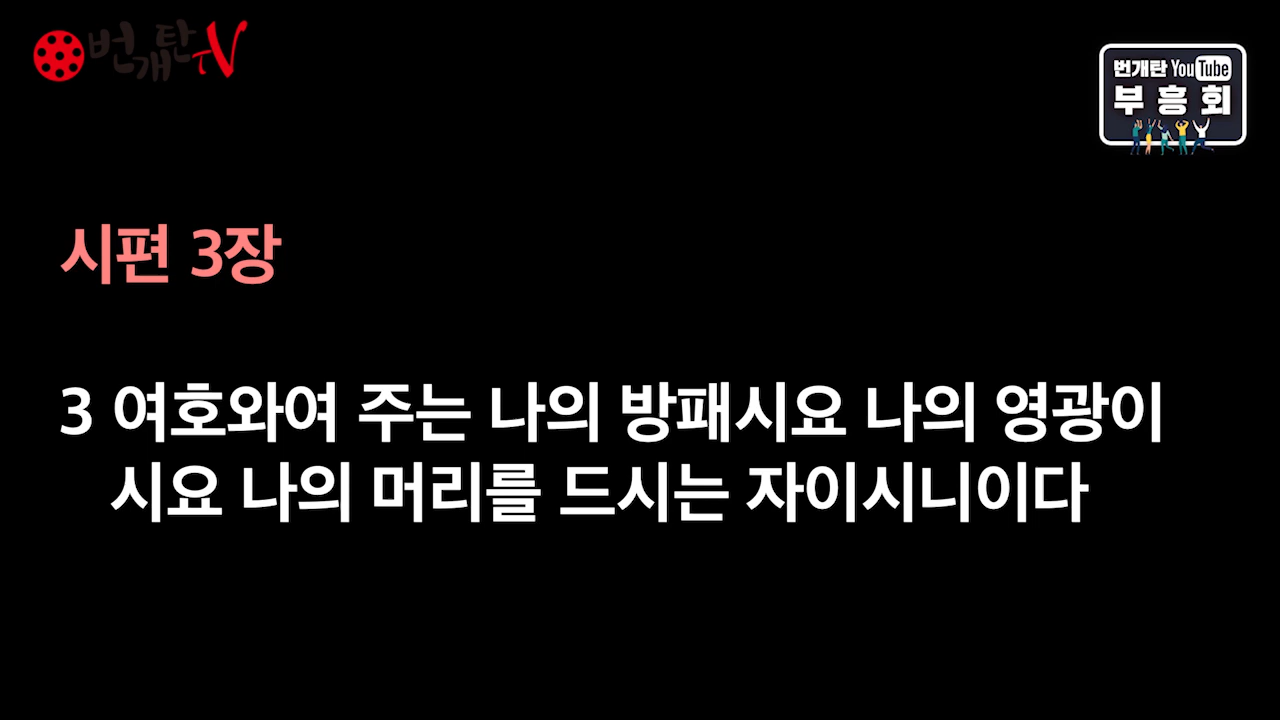 번개탄TV
번개탄 YouTube
부흥회
시편 3장
3 여호와여 주는 나의 방패시요 나의 영광이
시요 나의 머리를 드시는 자이시니이다